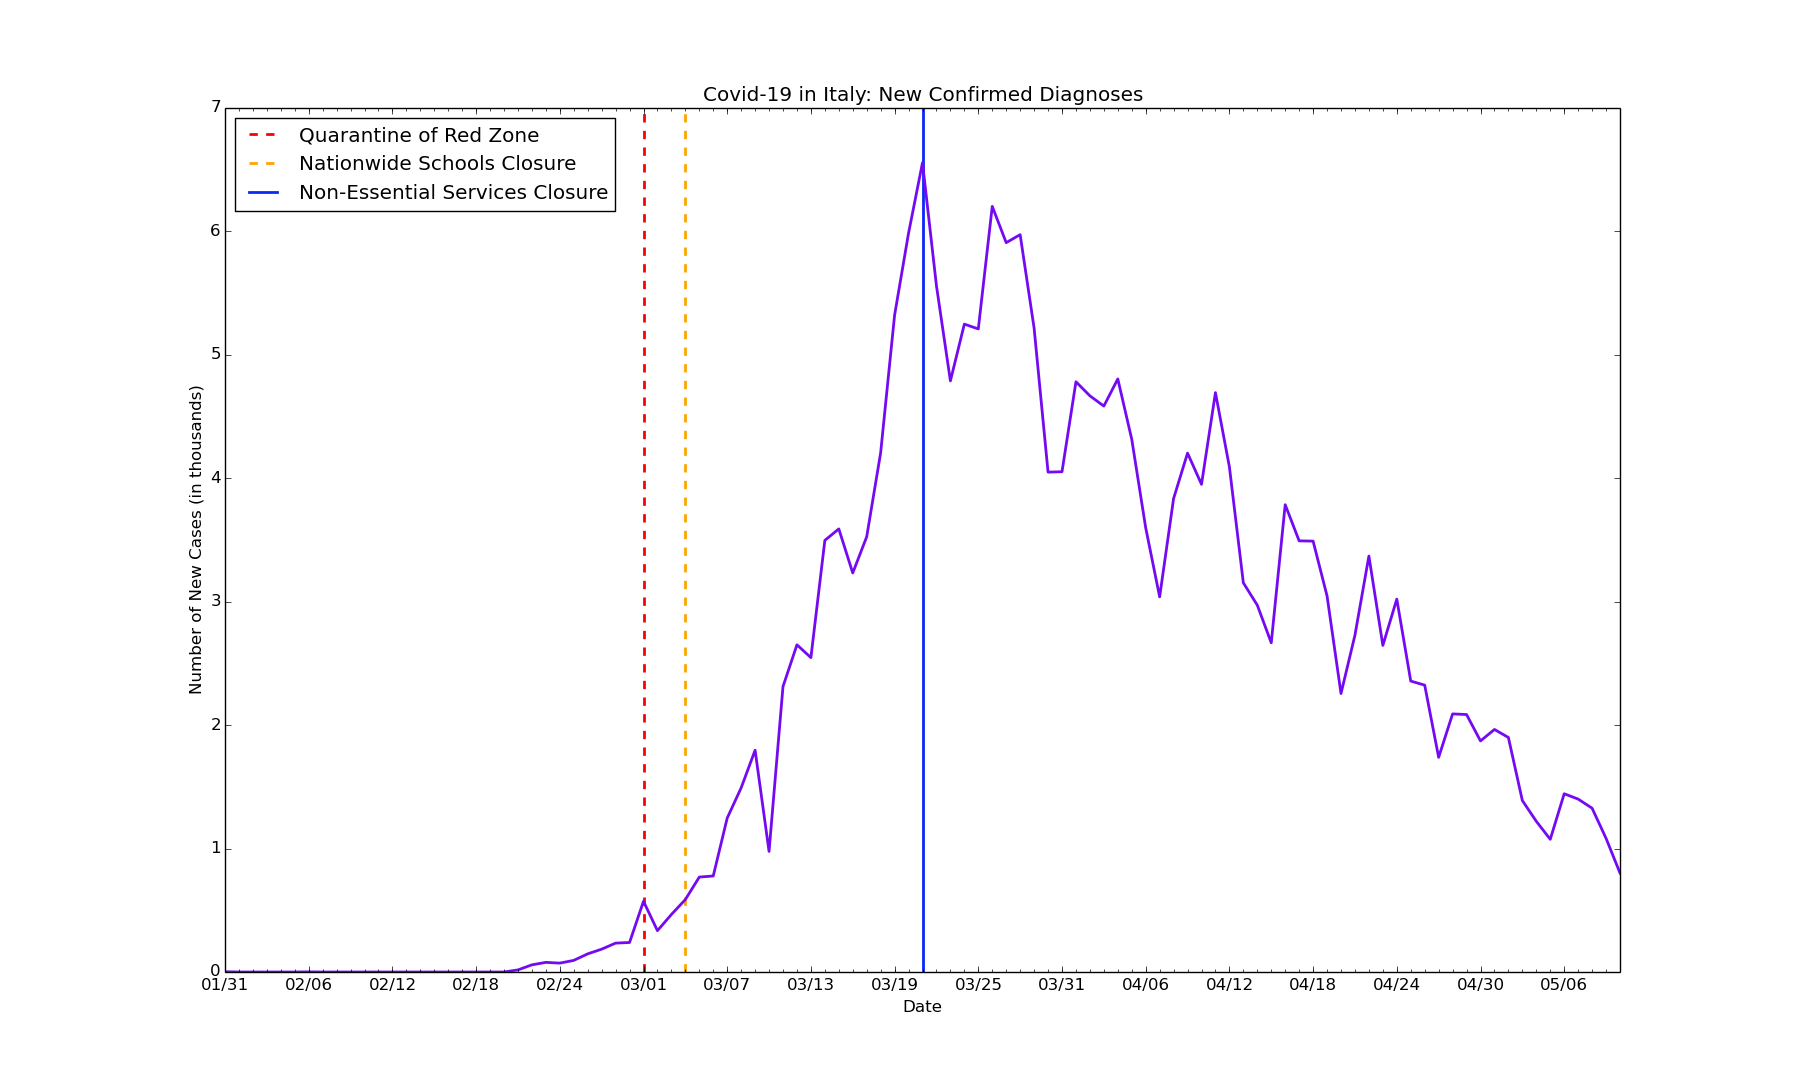 Covid-19 in Italy: New Confirmed Diagnoses
Quarantine of Red Zone
Nationwide Schools Closure
Non-Essential Services Closure
Number of New Cases (in thousands)
7
6
5
4
3
2
1
0
01/31 02/06 02/12 02/18 02/24 03/01 03/07 03/13 03/19 03/25 03/31 04/06 04/12 04/18 04/24 04/30 05/06
Date